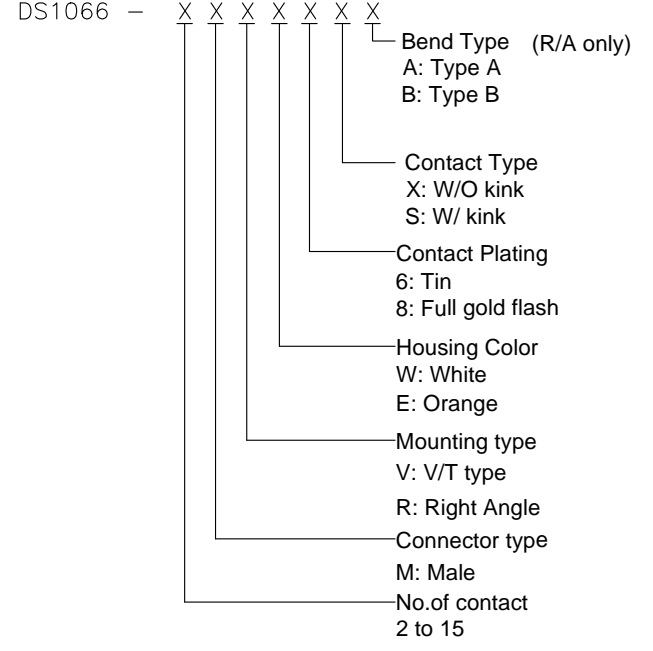 DS1066 - X X X X X X X
Bend Type (R/A only)
A: Type A
B: Type B
Contact Type
X: W/O kink
S: W/ kink
Contact Plating
6: Tin
8: Full gold flash
Housing Color
W: White
E: Orange
Mounting type
V: V/T type
R: Right Angle
Connector type
M: Male
No.of contact
2 to 15